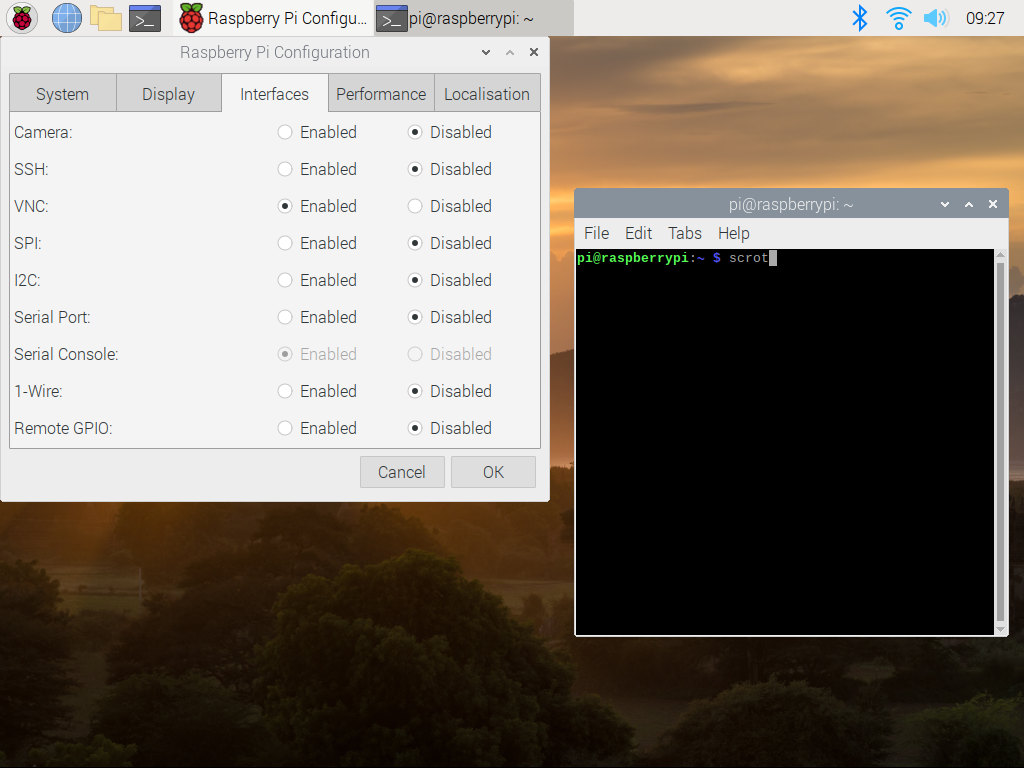 Raspberry Pi Configu... pi@raspberrypi: ~ 09:27
Raspberry Pi Configuration
System Display Interfaces Performance Localisation
Camera: Enabled Disabled
SSH: Enabled Disabled
VNC: Enabled Disabled
SPI: Enabled Disabled
I2C: Enabled Disabled
Serial Port: Enabled Disabled
Serial Console: Enabled Disabled
1-Wire: Enabled Disabled
Remote GPIO: Enabled Disabled
Cancel OK
pi@raspberrypi: ~
File Edit Tabs Help
pi@raspberrypi:~ $ scrot